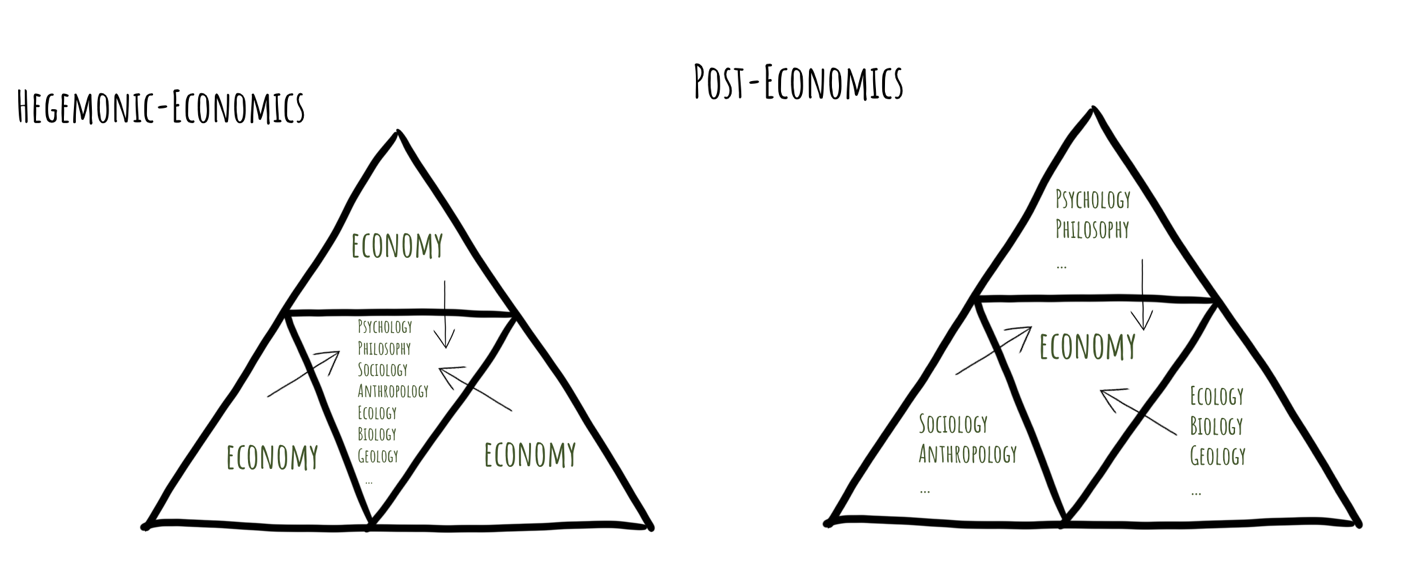 Hegemonic-Economics
economy
Psychology
Philosophy
Sociology
Anthropology
Ecology
Biology
Geology
...
economy
economy
Post-Economics
Psychology
Philosophy
...
economy
Sociology
Anthropology
...
Ecology
Biology
Geology
...